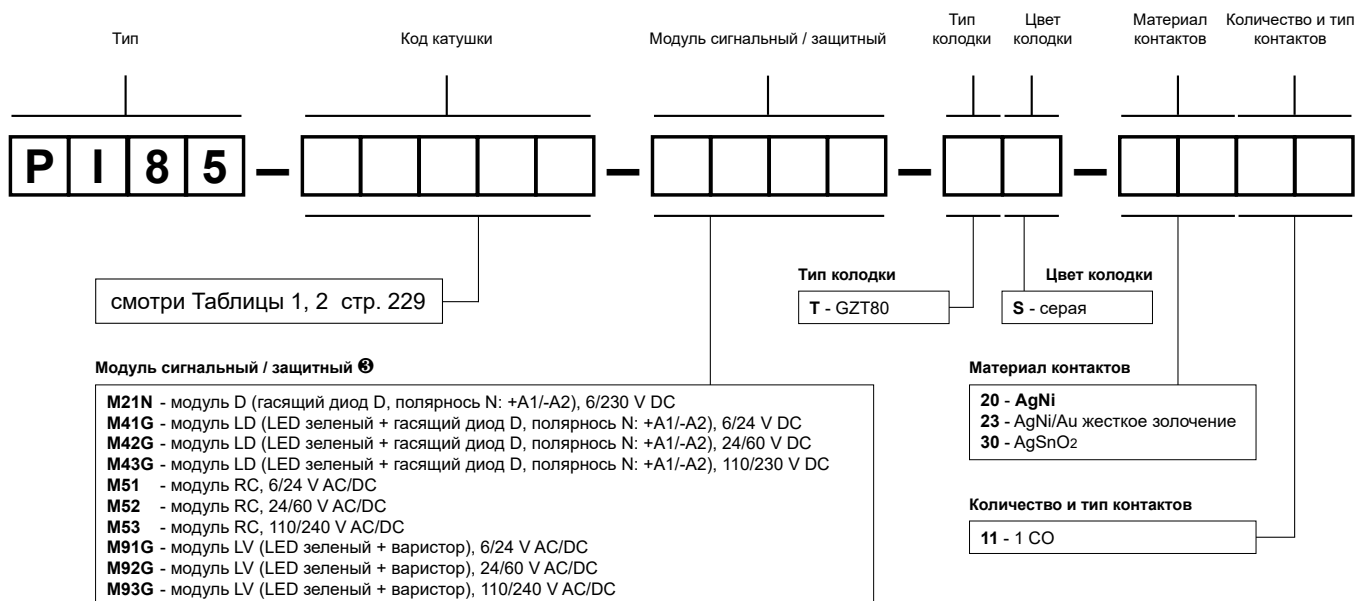 Тип
Код катушки
Модуль сигнальный / защитный
Тип
колодки
Цвет
колодки
Материал
контактов
Количество и тип
контактов
P I 8 5 – – – –
смотри Таблицы 1, 2 стр. 229
Тип колодки
T - GZT80
Цвет колодки
S - серая
Модуль сигнальный / защитный ❸
M21N - модуль D (гасящий диод D, полярнось N: +A1/-A2), 6/230 V DC
M41G - модуль LD (LED зеленый + гасящий диод D, полярнось N: +A1/-A2), 6/24 V DC
M42G - модуль LD (LED зеленый + гасящий диод D, полярнось N: +A1/-A2), 24/60 V DC
M43G - модуль LD (LED зеленый + гасящий диод D, полярнось N: +A1/-A2), 110/230 V DC
M51 - модуль RC, 6/24 V AC/DC
M52 - модуль RC, 24/60 V AC/DC
M53 - модуль RC, 110/240 V AC/DC
M91G - модуль LV (LED зеленый + варистор), 6/24 V AC/DC
M92G - модуль LV (LED зеленый + варистор), 24/60 V AC/DC
M93G - модуль LV (LED зеленый + варистор), 110/240 V AC/DC
Материал контактов
20 - AgNi
23 - AgNi/Au жесткое золочение
30 - AgSnO2
Количество и тип контактов
11 - 1 CO